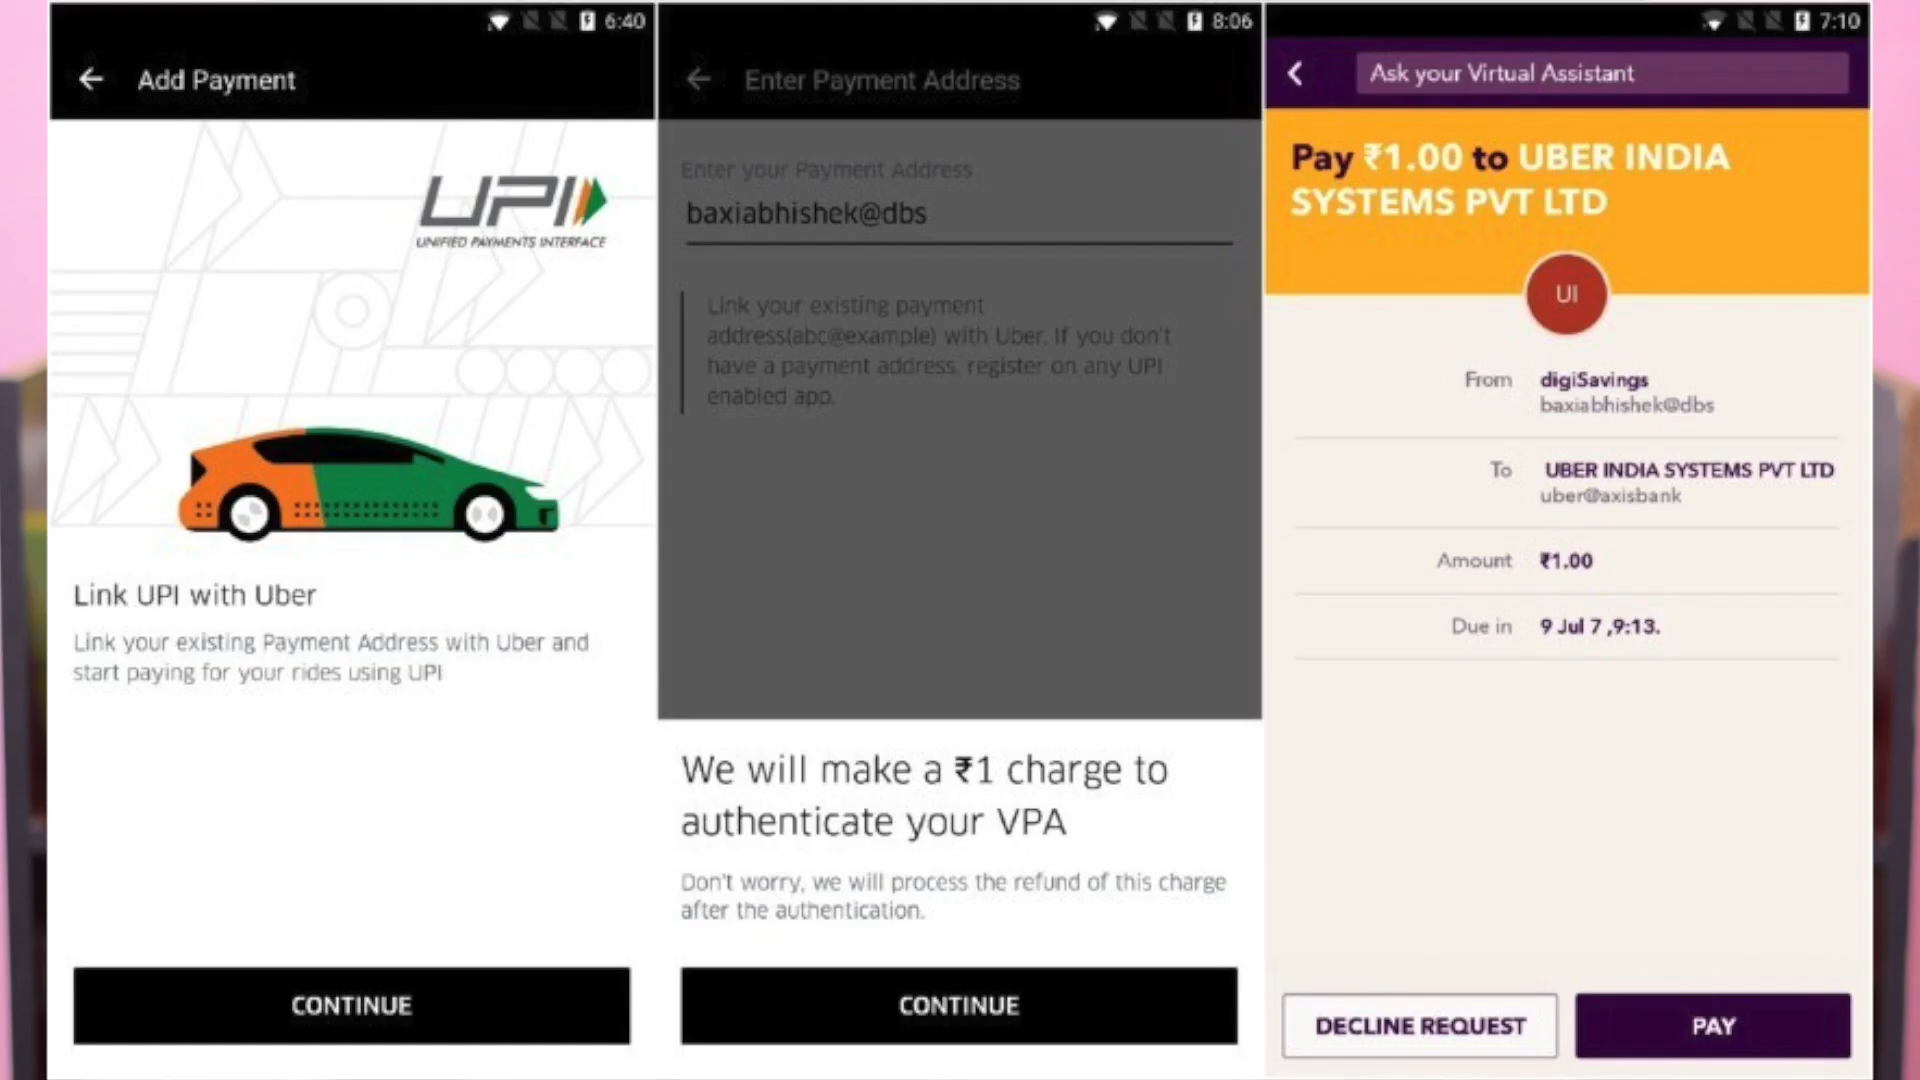 6:40
Add Payment
UPI
UNIFIED PAYMENTS INTERFACE
Link UPI with Uber
Link your existing Payment Address with Uber and
start paying for your rides using UPI
CONTINUE
8:06
Enter Payment Address
Enter your Payment Address
baxiabhishek@dbs
Link your existing payment
address(abc@example) with Uber. If you don't
have a payment address, register on any UPI
enabled app.
We will make a ₹1 charge to
authenticate your VPA
Don't worry, we will process the refund of this charge
after the authentication.
CONTINUE
7:10
Ask your Virtual Assistant
Pay ₹1.00 to UBER INDIA
SYSTEMS PVT LTD
UI
From digiSavings
baxiabhishek@dbs
To UBER INDIA SYSTEMS PVT LTD
uber@axisbank
Amount ₹1.00
Due in 9 Jul 7 ,9:13.
DECLINE REQUEST PAY